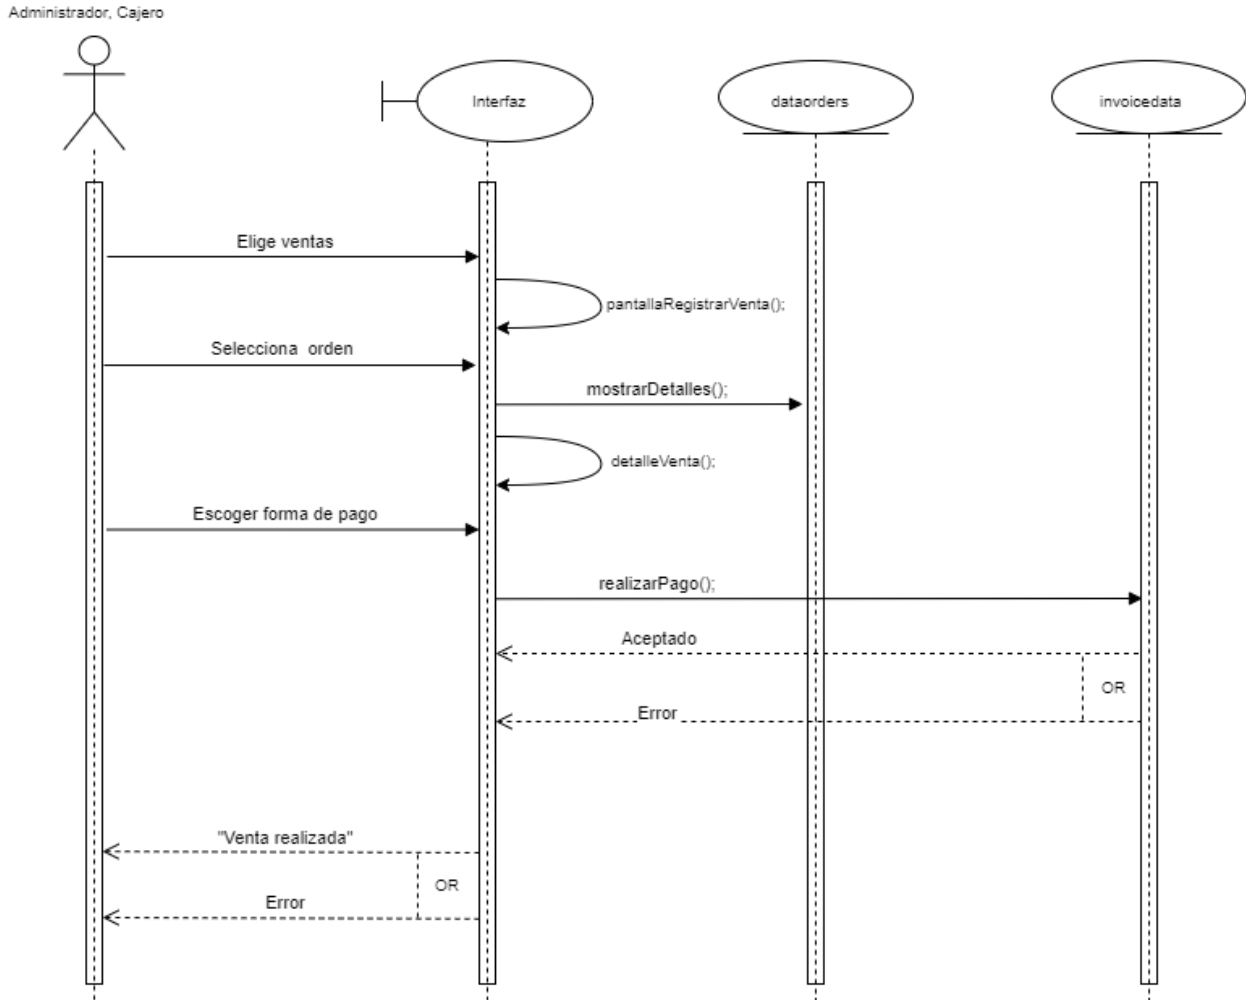 Administrador, Cajero
Interfaz
dataorders
invoicedata
Elige ventas
pantallaRegistrarVenta();
Selecciona orden
mostrarDetalles();
detalleVenta();
Escoger forma de pago
realizarPago();
Aceptado
OR
Error
"Venta realizada"
OR
Error